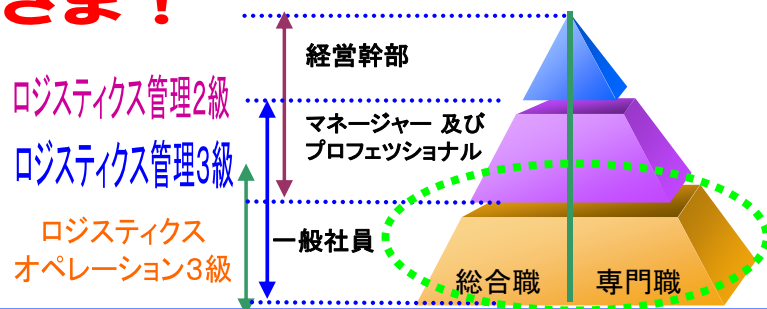 さま！
経営幹部
ロジスティクス管理2級
マネージャー 及び
プロフェツショナル
ロジスティクス管理3級
ロジスティクス
オペレーション3級
一般社員
総合職
専門職